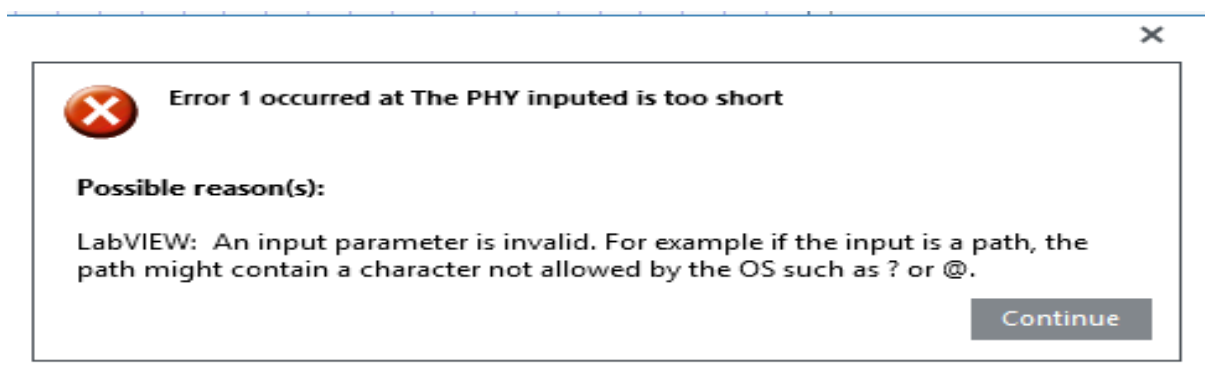 Error 1 occurred at The PHY inputed is too short
Possible reason(s):
LabVIEW:  An input parameter is invalid. For example if the input is a path, the
path might contain a character not allowed by the OS such as ? or @.
Continue